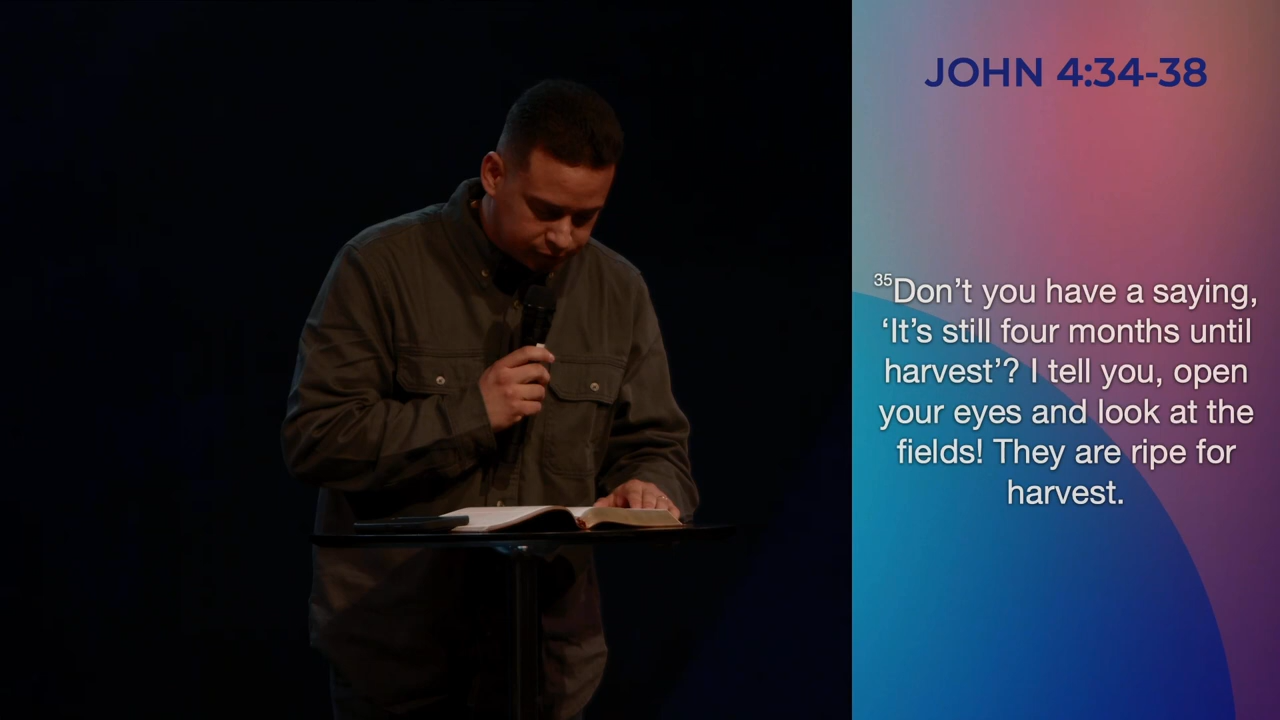 JOHN 4:34-38
³⁵Don’t you have a saying,
‘It’s still four months until
harvest’? I tell you, open
your eyes and look at the
fields! They are ripe for
harvest.